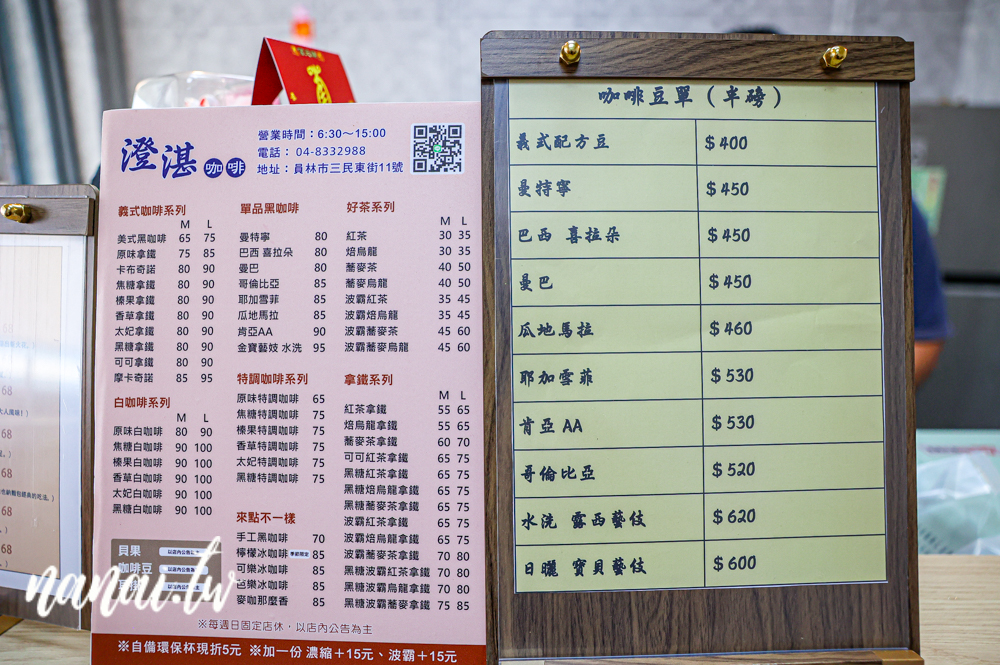 澄湛咖啡
營業時間：6:30～15:00
電話： 04-8332988
地址：員林市三民東街11號
義式咖啡系列
M L
美式黑咖啡 65 75
原味拿鐵 75 85
卡布奇諾 80 90
焦糖拿鐵 80 90
榛果拿鐵 80 90
香草拿鐵 80 90
太妃拿鐵 80 90
黑糖拿鐵 80 90
可可拿鐵 80 90
摩卡奇諾 85 95
白咖啡系列
M L
原味白咖啡 80 90
焦糖白咖啡 90 100
榛果白咖啡 90 100
香草白咖啡 90 100
太妃白咖啡 90 100
黑糖白咖啡 90 100
貝果
咖啡豆
單品黑咖啡
曼特寧 80
巴西 喜拉朵 80
曼巴 80
哥倫比亞 85
耶加雪菲 85
瓜地馬拉 85
肯亞AA 90
金寶藝妓 水洗 95
特調咖啡系列
原味特調咖啡 65
焦糖特調咖啡 75
榛果特調咖啡 75
香草特調咖啡 75
太妃特調咖啡 75
黑糖特調咖啡 75
來點不一樣
手工黑咖啡 70
檸檬冰咖啡 85
可樂冰咖啡 85
芭樂冰咖啡 85
麥咖那麼香 85
好茶系列
M L
紅茶 30 35
焙烏龍 30 35
蕎麥茶 40 50
蕎麥烏龍 40 50
波霸紅茶 35 45
波霸焙烏龍 35 45
波霸蕎麥茶 45 60
波霸蕎麥烏龍 45 60
拿鐵系列
M L
紅茶拿鐵 55 65
焙烏龍拿鐵 55 65
蕎麥茶拿鐵 60 70
可可紅茶拿鐵 65 75
黑糖紅茶拿鐵 65 75
黑糖焙烏龍拿鐵 65 75
黑糖蕎麥茶拿鐵 65 75
波霸紅茶拿鐵 65 75
波霸焙烏龍拿鐵 65 75
波霸蕎麥茶拿鐵 70 80
黑糖波霸紅茶拿鐵 70 80
黑糖波霸烏龍拿鐵 70 80
黑糖波霸蕎麥拿鐵 75 85
※每週日固定店休，以店內公告為主
※自備環保杯現折5元 ※加一份 濃縮＋15元、波霸＋15元
咖啡豆單（半磅）
義式配方豆 $400
曼特寧 $450
巴西 喜拉朵 $450
曼巴 $450
瓜地馬拉 $460
耶加雪菲 $530
肯亞 AA $530
哥倫比亞 $520
水洗 露西藝伎 $620
日曬 寶貝藝伎 $600
68
68
68
68
68
nanai.tw